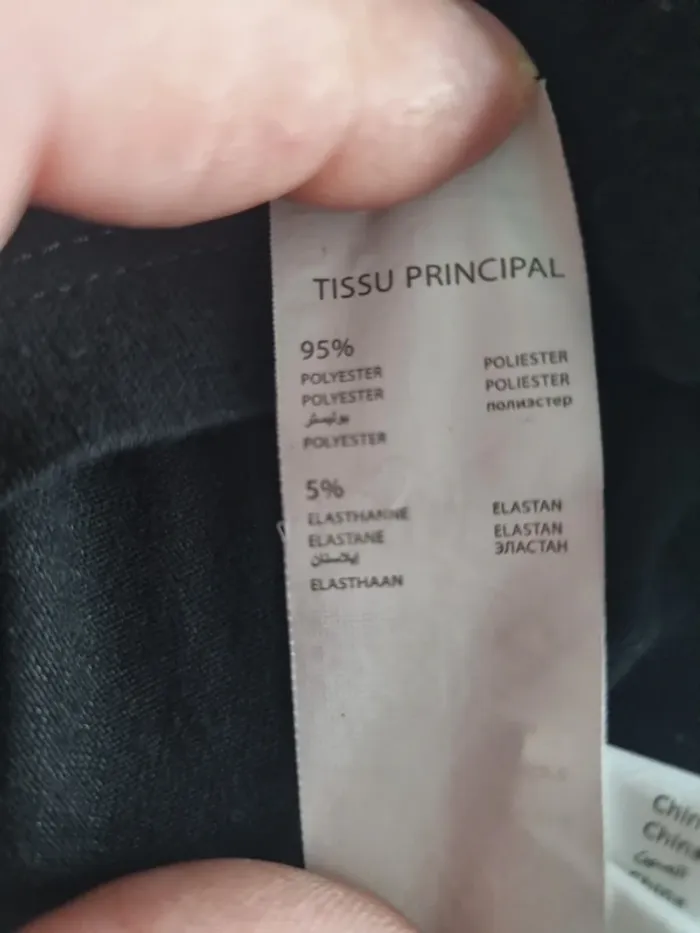 TISSU PRINCIPAL
95%
POLYESTER
POLYESTER
بوليستر
POLYESTER
POLIESTER
POLIESTER
полиэстер
5%
ELASTHANNE
ELASTANE
إيلاستان
ELASTHAAN
ELASTAN
ELASTAN
ЭЛАСТАН
China
الصين
China